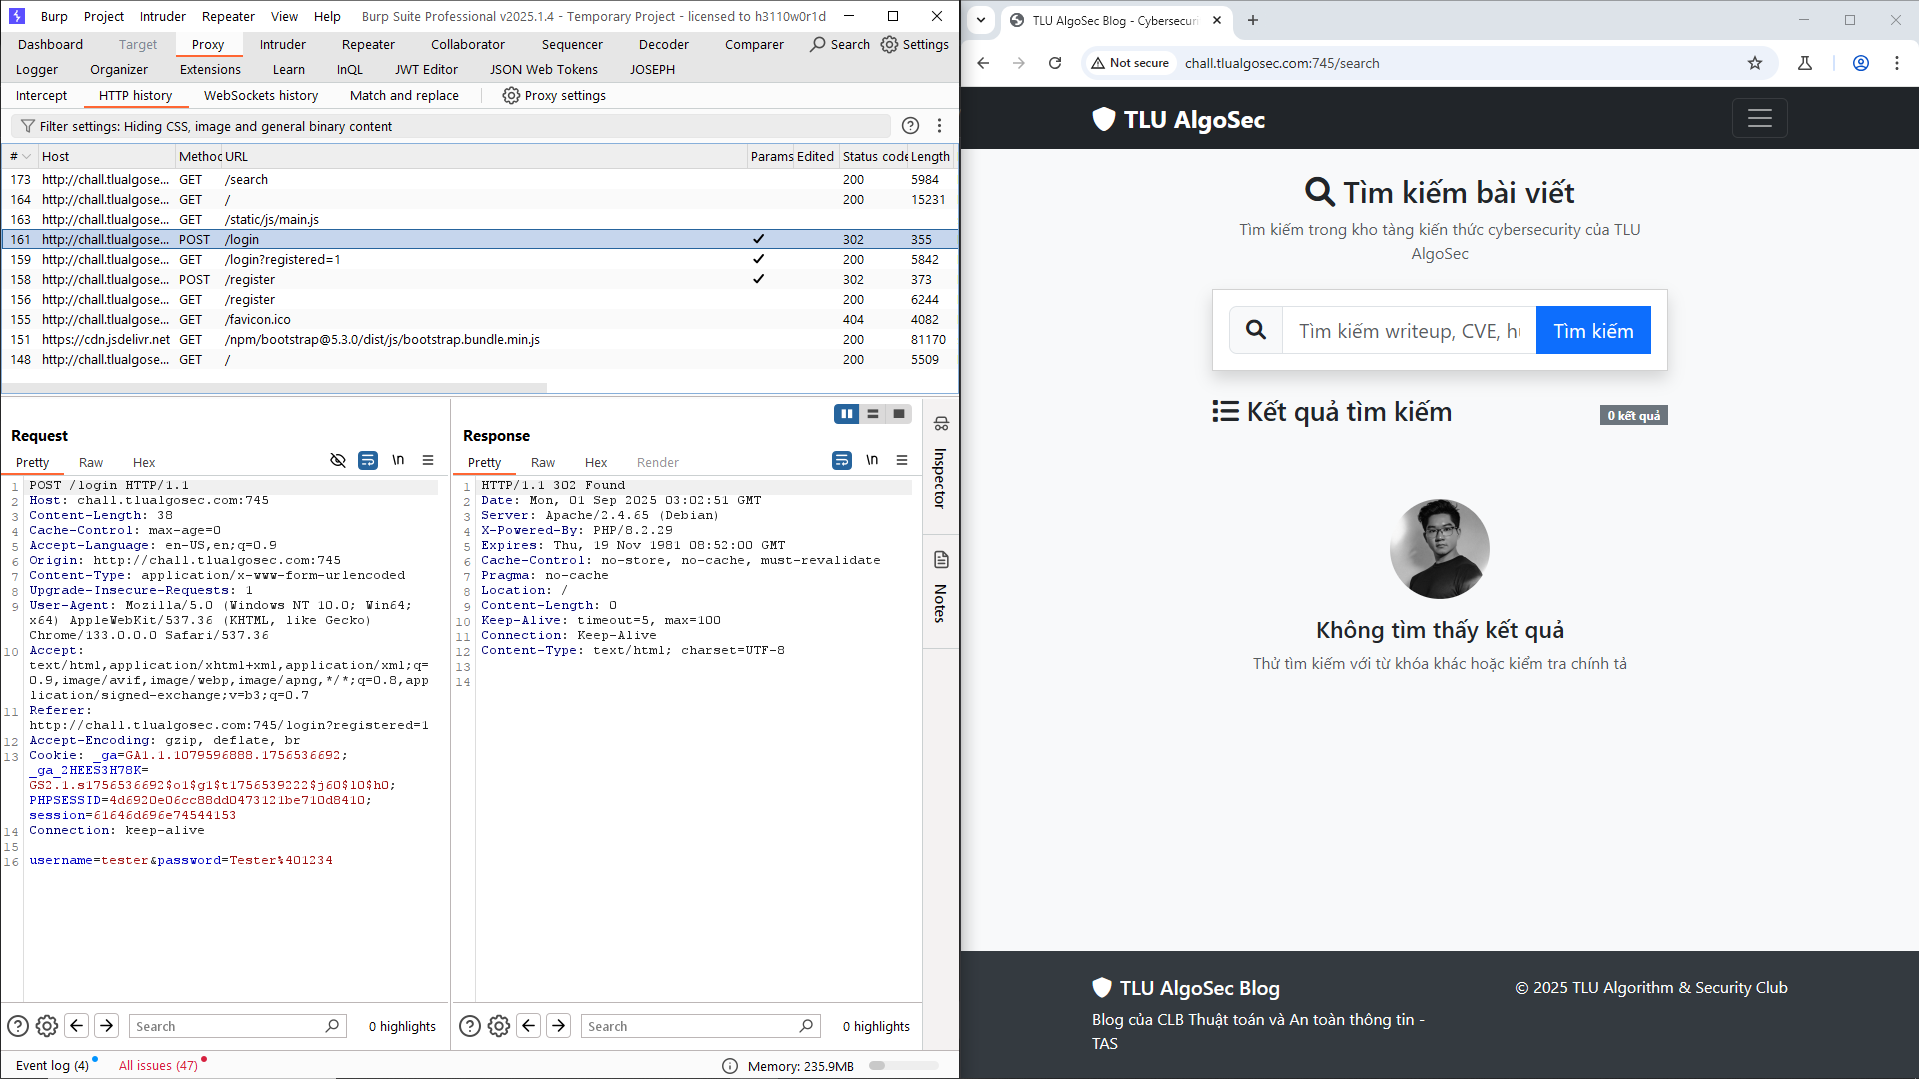 Burp Project Intruder Repeater View Help Burp Suite Professional v2025.1.4 - Temporary Project - licensed to h3110w0r1d
Dashboard Target Proxy Intruder Repeater Collaborator Sequencer Decoder Comparer Search Settings
Logger Organizer Extensions Learn InQL JWT Editor JSON Web Tokens JOSEPH
Intercept HTTP history WebSockets history Match and replace Proxy settings
Filter settings: Hiding CSS, image and general binary content
# Host Method URL Params Edited Status code Length
173 http://chall.tlualgose... GET /search 200 5984
164 http://chall.tlualgose... GET / 200 15231
163 http://chall.tlualgose... GET /static/js/main.js
161 http://chall.tlualgose... POST /login ✓ 302 355
159 http://chall.tlualgose... GET /login?registered=1 ✓ 200 5842
158 http://chall.tlualgose... POST /register ✓ 302 373
156 http://chall.tlualgose... GET /register 200 6244
155 http://chall.tlualgose... GET /favicon.ico 404 4082
151 https://cdn.jsdelivr.net GET /npm/bootstrap@5.3.0/dist/js/bootstrap.bundle.min.js 200 81170
148 http://chall.tlualgose... GET / 200 5509
Request
Pretty Raw Hex \n
1 POST /login HTTP/1.1
2 Host: chall.tlualgosec.com:745
3 Content-Length: 38
4 Cache-Control: max-age=0
5 Accept-Language: en-US,en;q=0.9
6 Origin: http://chall.tlualgosec.com:745
7 Content-Type: application/x-www-form-urlencoded
8 Upgrade-Insecure-Requests: 1
9 User-Agent: Mozilla/5.0 (Windows NT 10.0; Win64;
x64) AppleWebKit/537.36 (KHTML, like Gecko)
Chrome/133.0.0.0 Safari/537.36
10 Accept:
text/html,application/xhtml+xml,application/xml;q=
0.9,image/avif,image/webp,image/apng,*/*;q=0.8,app
lication/signed-exchange;v=b3;q=0.7
11 Referer:
http://chall.tlualgosec.com:745/login?registered=1
12 Accept-Encoding: gzip, deflate, br
13 Cookie: _ga=GA1.1.1079596888.1756536692;
_ga_2HEES3H78K=
GS2.1.s1756536692$o1$g1$t1756539222$j60$l0$h0;
PHPSESSID=4d6920e06cc88dd0473121be710d8410;
session=61646d696e74544153
14 Connection: keep-alive
15
16 username=tester&password=Tester%401234
Search 0 highlights
Response
Pretty Raw Hex Render \n
1 HTTP/1.1 302 Found
2 Date: Mon, 01 Sep 2025 03:02:51 GMT
3 Server: Apache/2.4.65 (Debian)
4 X-Powered-By: PHP/8.2.29
5 Expires: Thu, 19 Nov 1981 08:52:00 GMT
6 Cache-Control: no-store, no-cache, must-revalidate
7 Pragma: no-cache
8 Location: /
9 Content-Length: 0
10 Keep-Alive: timeout=5, max=100
11 Connection: Keep-Alive
12 Content-Type: text/html; charset=UTF-8
13
14
Search 0 highlights
Inspector
Notes
Event log (4) All issues (47) Memory: 235.9MB
TLU AlgoSec Blog - Cybersecuri
Not secure chall.tlualgosec.com:745/search
TLU AlgoSec
Tìm kiếm bài viết
Tìm kiếm trong kho tàng kiến thức cybersecurity của TLU
AlgoSec
Tìm kiếm writeup, CVE, hư Tìm kiếm
Kết quả tìm kiếm 0 kết quả
Không tìm thấy kết quả
Thử tìm kiếm với từ khóa khác hoặc kiểm tra chính tả
TLU AlgoSec Blog
Blog của CLB Thuật toán và An toàn thông tin -
TAS
© 2025 TLU Algorithm & Security Club